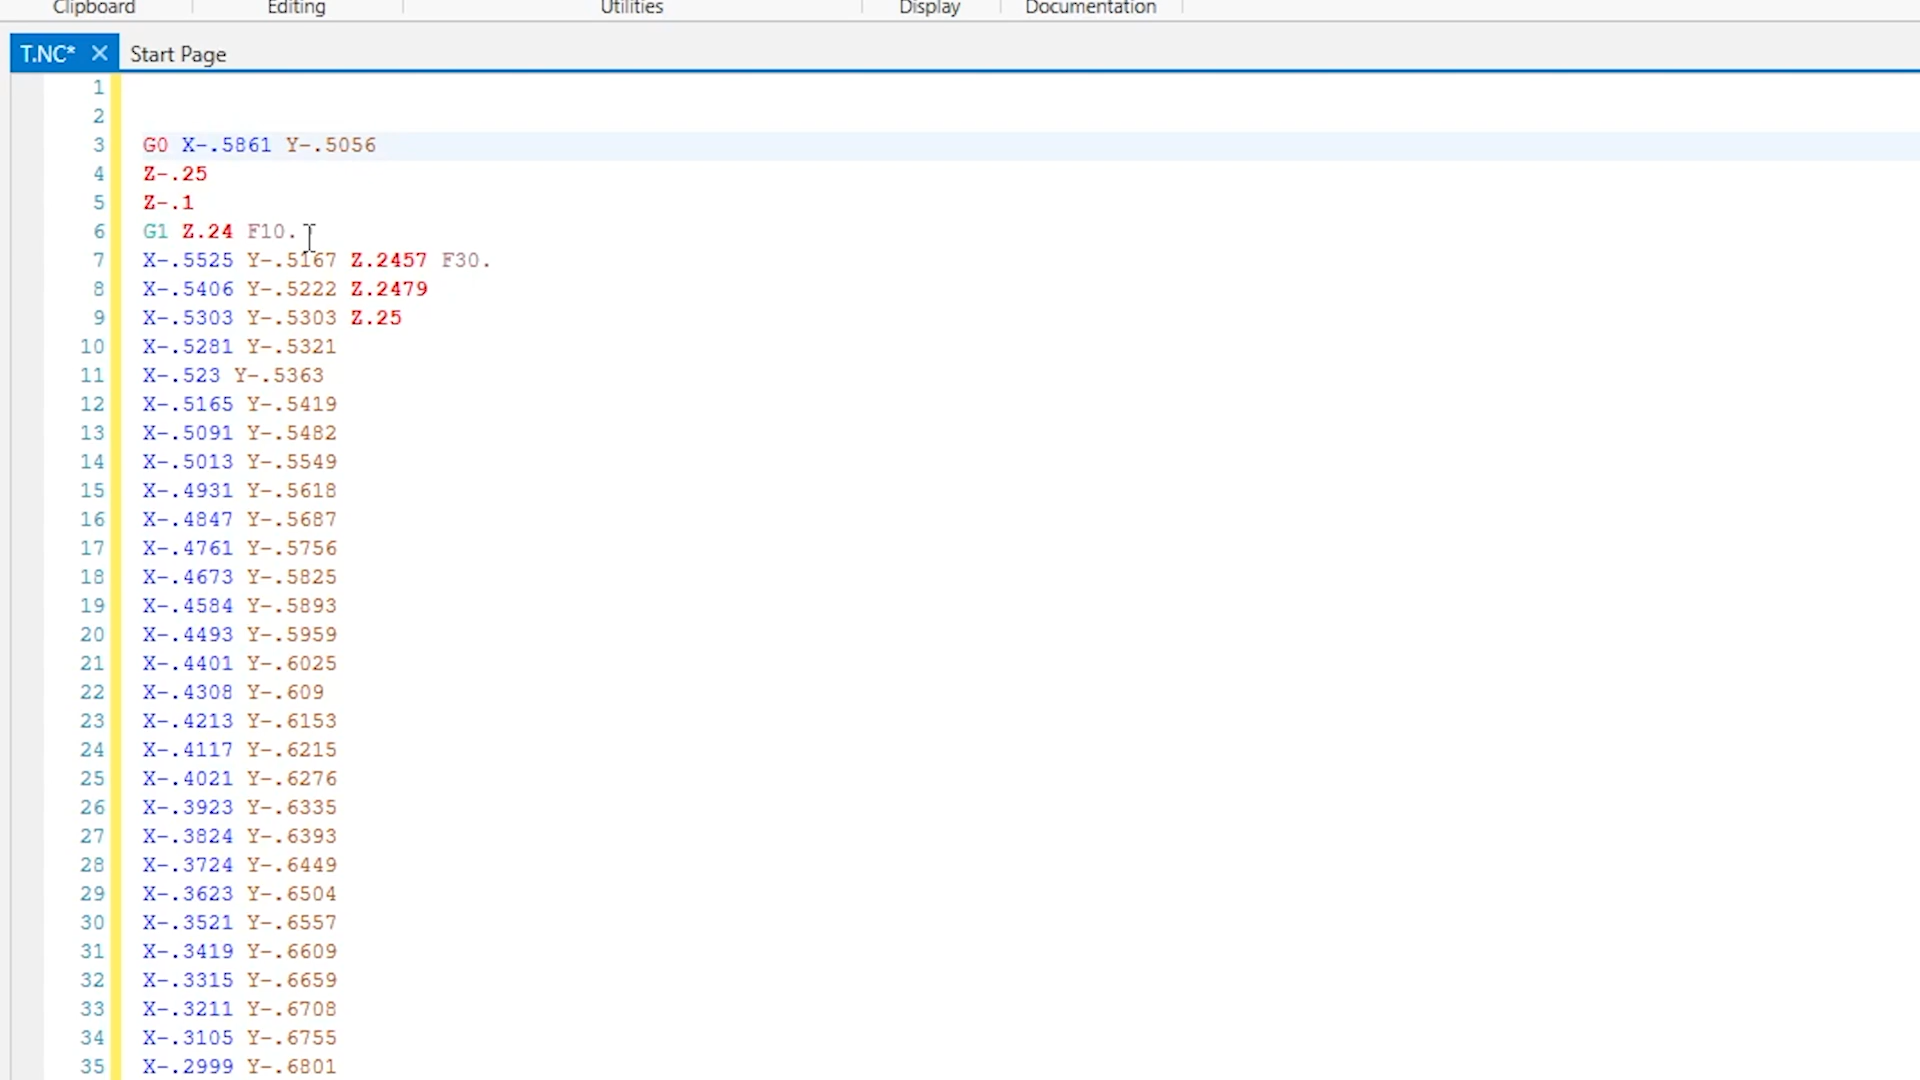 Clipboard Editing Utilities Display Documentation
T.NC* Start Page
1
2
3 G0 X-.5861 Y-.5056
4 Z-.25
5 Z-.1
6 G1 Z.24 F10.
7 X-.5525 Y-.5167 Z.2457 F30.
8 X-.5406 Y-.5222 Z.2479
9 X-.5303 Y-.5303 Z.25
10 X-.5281 Y-.5321
11 X-.523 Y-.5363
12 X-.5165 Y-.5419
13 X-.5091 Y-.5482
14 X-.5013 Y-.5549
15 X-.4931 Y-.5618
16 X-.4847 Y-.5687
17 X-.4761 Y-.5756
18 X-.4673 Y-.5825
19 X-.4584 Y-.5893
20 X-.4493 Y-.5959
21 X-.4401 Y-.6025
22 X-.4308 Y-.609
23 X-.4213 Y-.6153
24 X-.4117 Y-.6215
25 X-.4021 Y-.6276
26 X-.3923 Y-.6335
27 X-.3824 Y-.6393
28 X-.3724 Y-.6449
29 X-.3623 Y-.6504
30 X-.3521 Y-.6557
31 X-.3419 Y-.6609
32 X-.3315 Y-.6659
33 X-.3211 Y-.6708
34 X-.3105 Y-.6755
35 X-.2999 Y-.6801